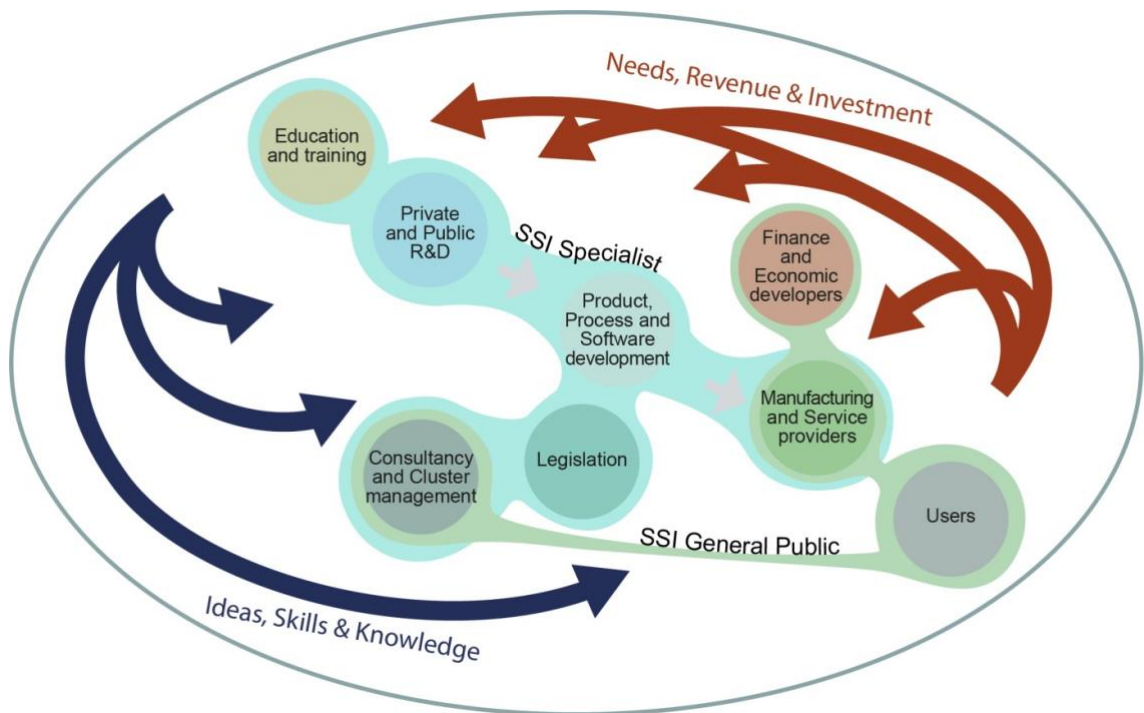 Needs, Revenue & Investment
Education
and training
Private
and Public
R&D
SSI Specialist
Finance
and
Economic
developers
Product,
Process and
Software
development
Manufacturing
and Service
providers
Consultancy
and Cluster
management
Legislation
Users
SSI General Public
Ideas, Skills & Knowledge